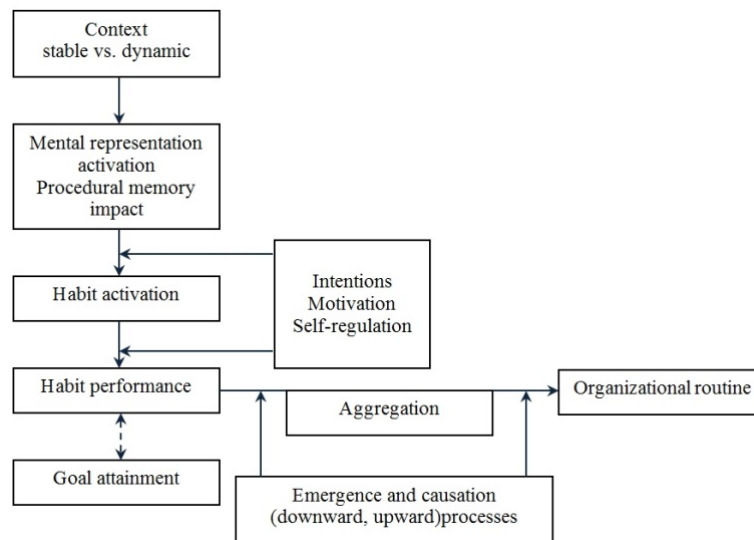 Context
stable vs. dynamic
Mental representation
activation
Procedural memory
impact
Habit activation
Intentions
Motivation
Self-regulation
Habit performance
Aggregation
Organizational routine
Goal attainment
Emergence and causation
(downward, upward)processes